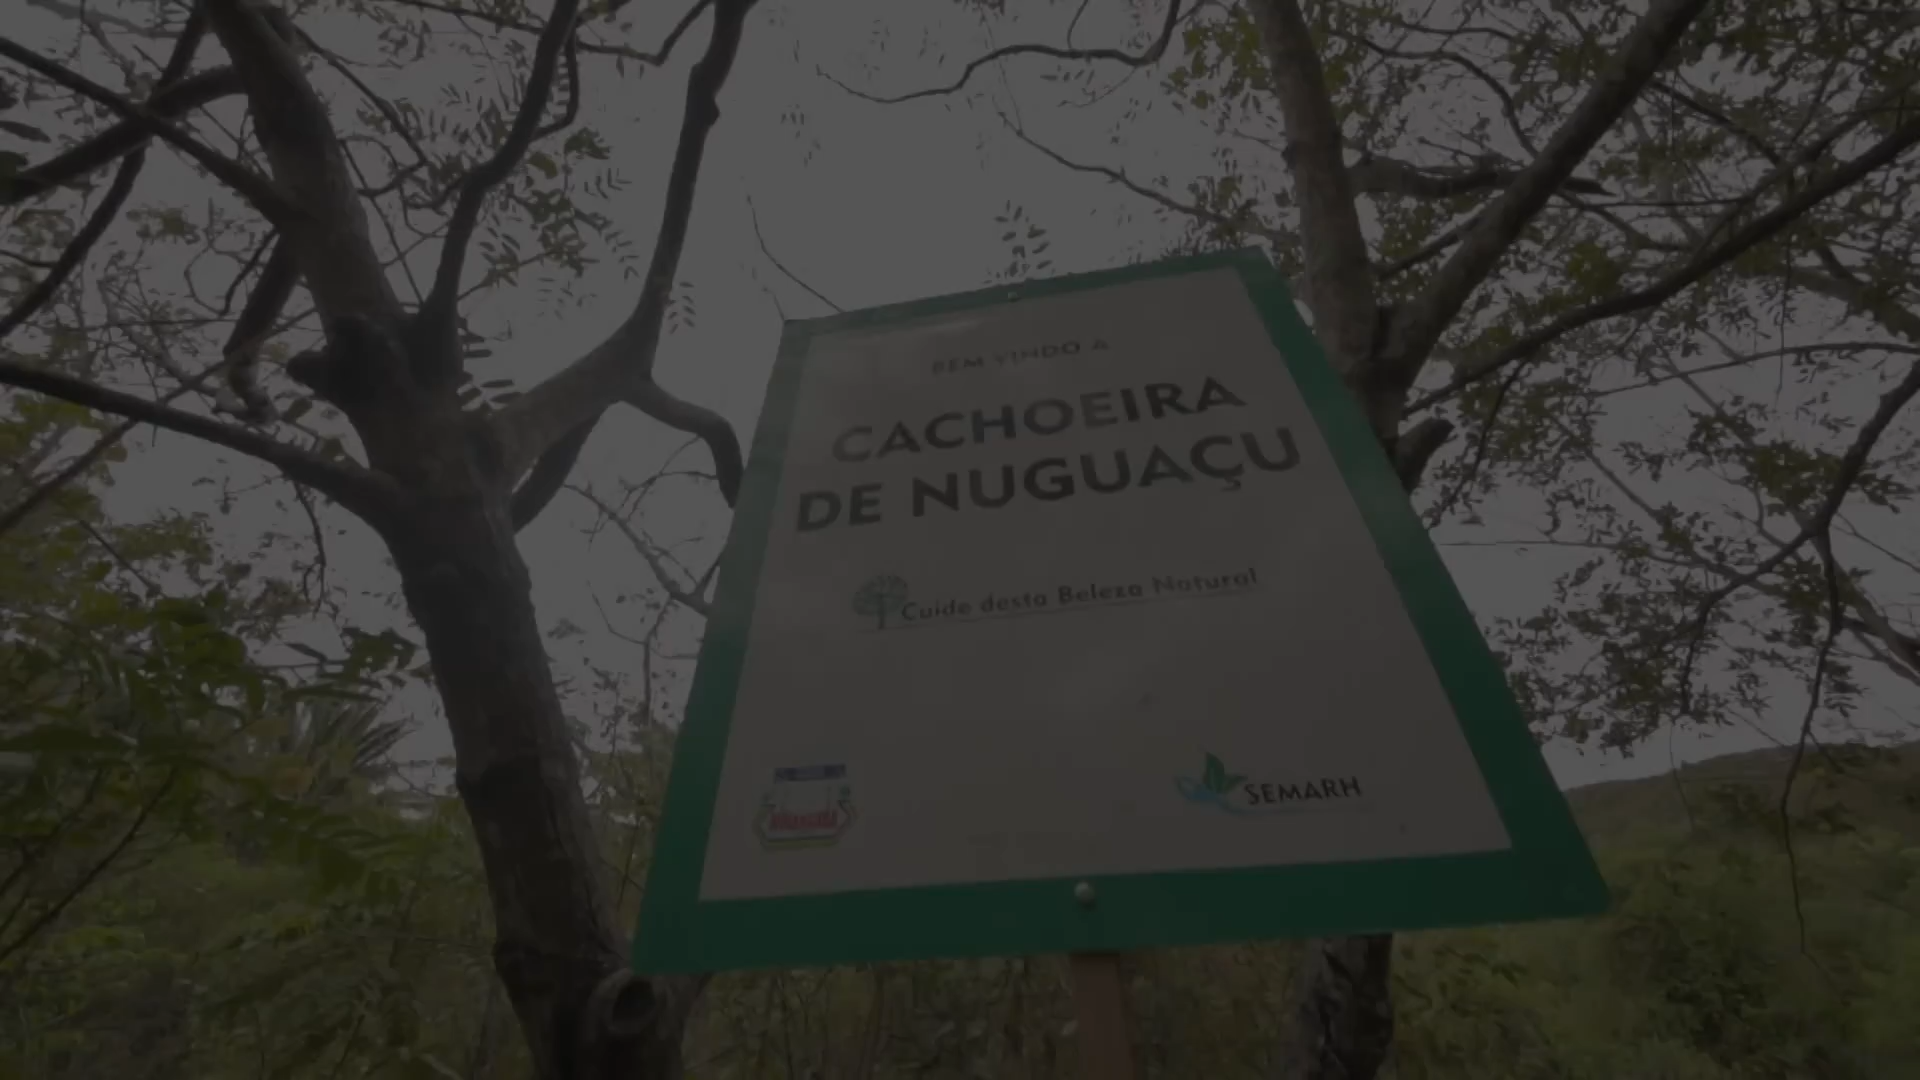 BEM VINDO A
CACHOEIRA
DE NUGUAÇU
Cuide desta Beleza Natural
SEMARH